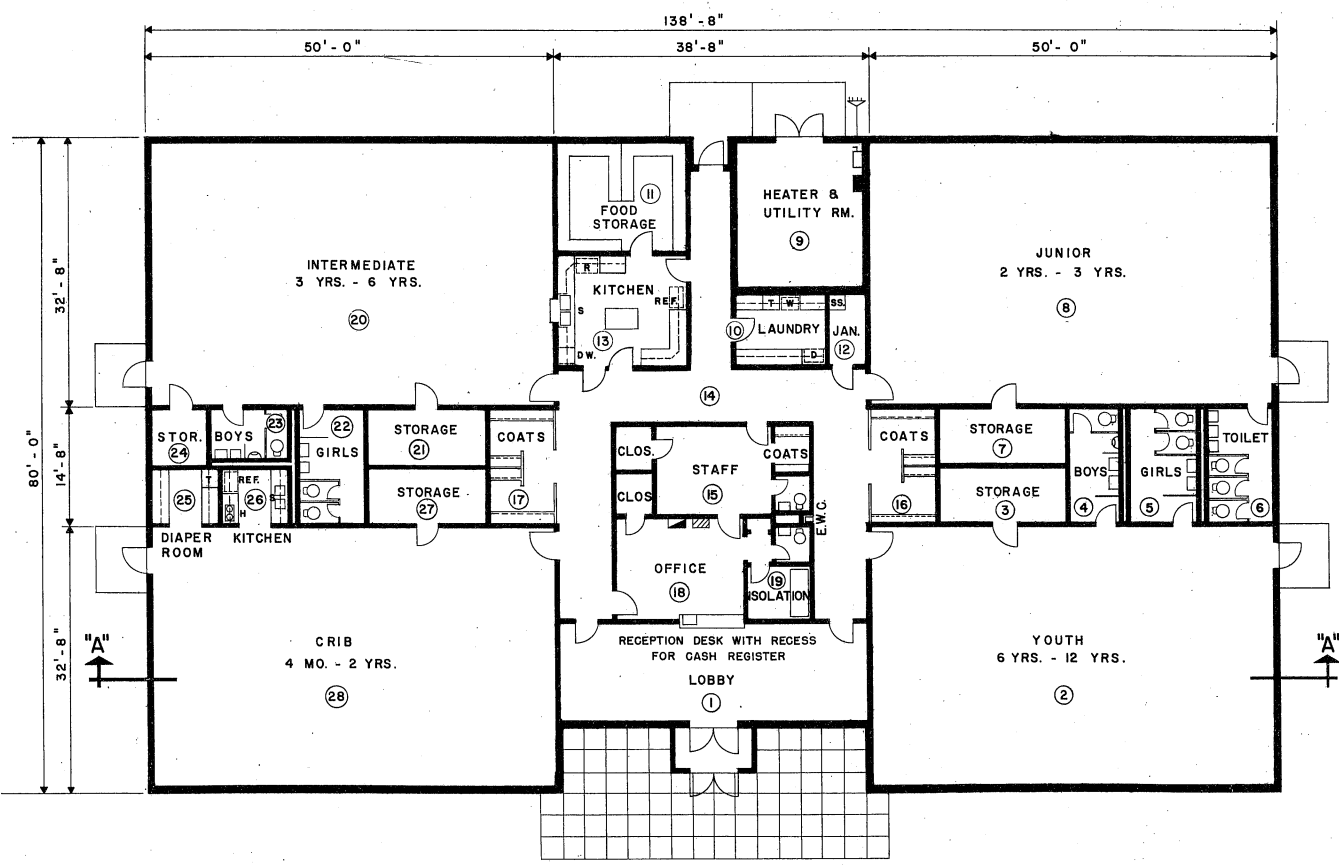 138'-8"
50'-0"
38'-8"
50'-0"
80'-0"
32'-8"
14'-8"
32'-8"
INTERMEDIATE
3 YRS. - 6 YRS.
20
11
FOOD
STORAGE
R
KITCHEN
REF.
S
13
DW.
HEATER &
UTILITY RM.
9
T W
SS.
10
LAUNDRY
D
JAN.
12
JUNIOR
2 YRS. - 3 YRS.
8
14
STOR.
24
BOYS
23
22
GIRLS
STORAGE
21
STORAGE
27
COATS
17
25
T
REF.
26
S
H
DIAPER
ROOM
KITCHEN
CLOS.
CLOS
STAFF
15
COATS
E.W.C.
OFFICE
18
19
ISOLATION
COATS
16
STORAGE
7
STORAGE
3
BOYS
4
GIRLS
5
TOILET
6
CRIB
4 MO. - 2 YRS.
28
RECEPTION DESK WITH RECESS
FOR CASH REGISTER
LOBBY
1
YOUTH
6 YRS. - 12 YRS.
2
"A"
"A"